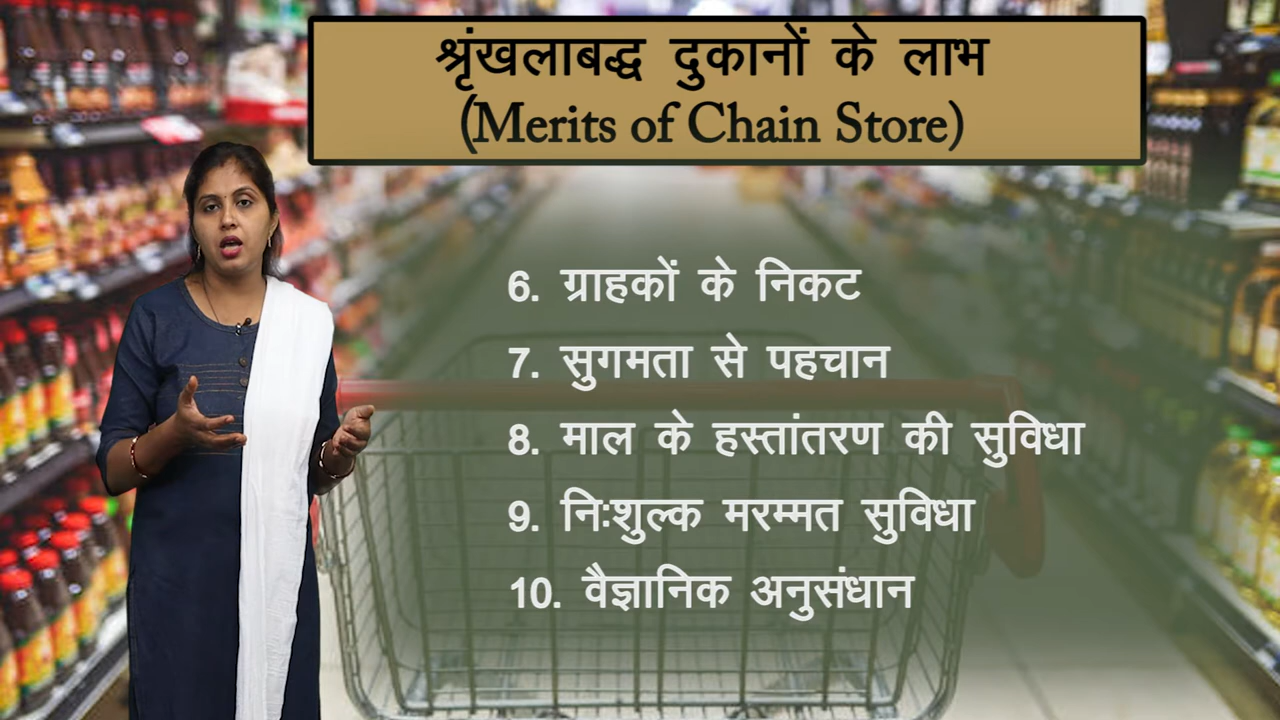 श्रृंखलाबद्ध दुकानों के लाभ
(Merits of Chain Store)
6. ग्राहकों के निकट
7. सुगमता से पहचान
8. माल के हस्तांतरण की सुविधा
9. निःशुल्क मरम्मत सुविधा
10. वैज्ञानिक अनुसंधान